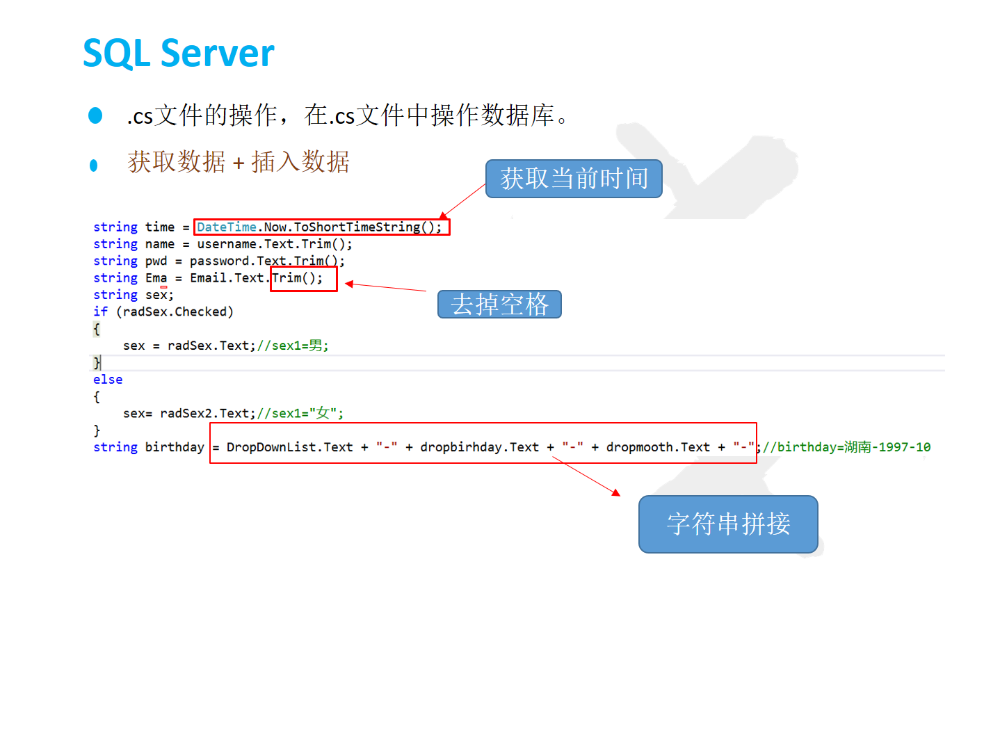 SQL Server
.cs文件的操作，在.cs文件中操作数据库。
获取数据 + 插入数据
获取当前时间
string time = DateTime.Now.ToShortTimeString();
string name = username.Text.Trim();
string pwd = password.Text.Trim();
string Ema = Email.Text.Trim();
去掉空格
string sex;
if (radSex.Checked)
{
sex = radSex.Text;//sex1=男;
}
else
{
sex= radSex2.Text;//sex1="女";
}
string birthday = DropDownList.Text + "-" + dropbirhday.Text + "-" + dropmooth.Text + "-";//birthday=湖南-1997-10
字符串拼接